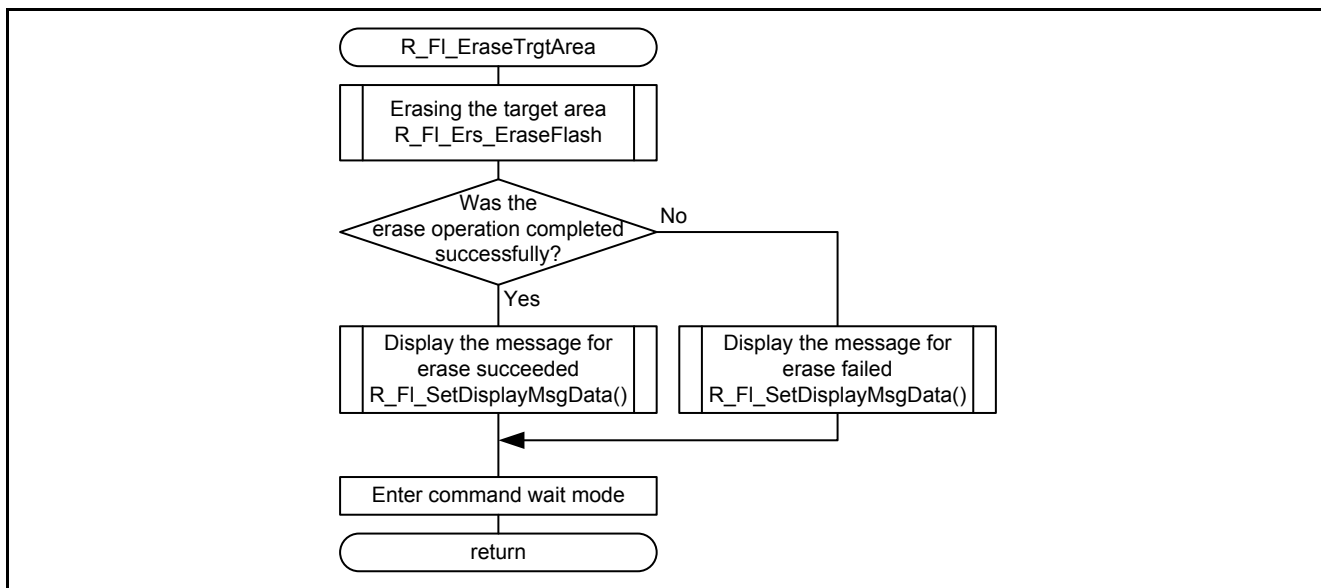 R_Fl_EraseTrgtArea
Erasing the target area
R_Fl_Ers_EraseFlash
Was the
erase operation completed
successfully?
No
Yes
Display the message for
erase succeeded
R_Fl_SetDisplayMsgData()
Display the message for
erase failed
R_Fl_SetDisplayMsgData()
Enter command wait mode
return